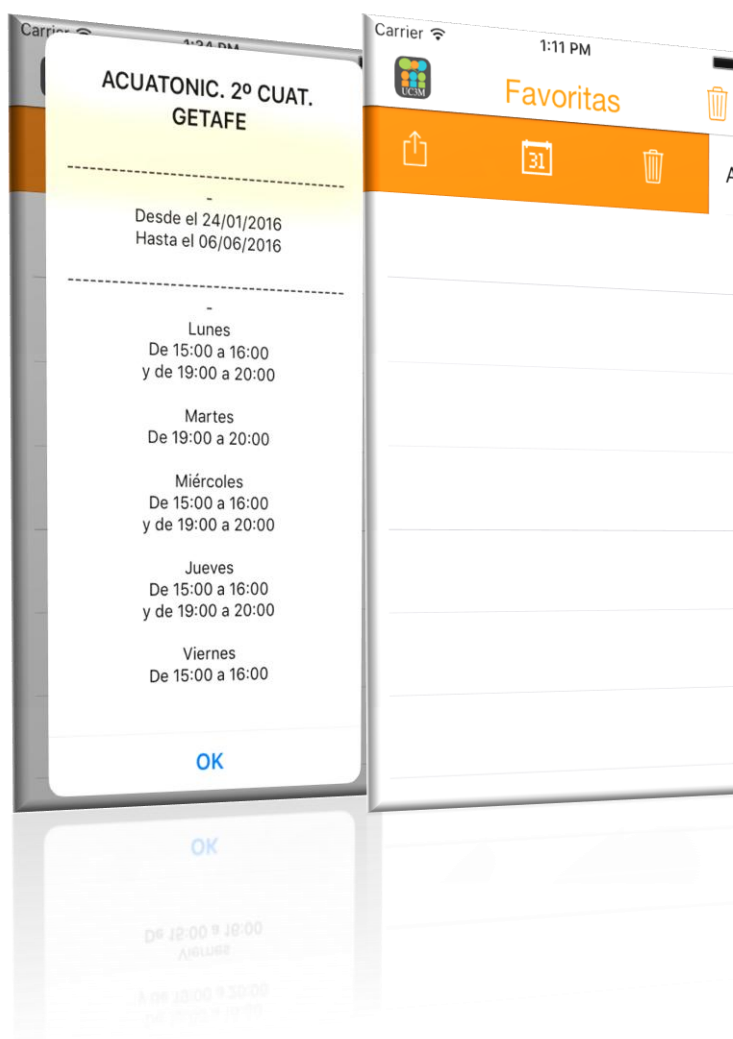 Carrier
1:34 PM
ACUATONIC. 2º CUAT.
GETAFE
-----------------------------------------
-
Desde el 24/01/2016
Hasta el 06/06/2016
-----------------------------------------
-
Lunes
De 15:00 a 16:00
y de 19:00 a 20:00
Martes
De 19:00 a 20:00
Miércoles
De 15:00 a 16:00
y de 19:00 a 20:00
Jueves
De 15:00 a 16:00
y de 19:00 a 20:00
Viernes
De 15:00 a 16:00
OK
Carrier
1:11 PM
UC3M
Favoritas
31
A